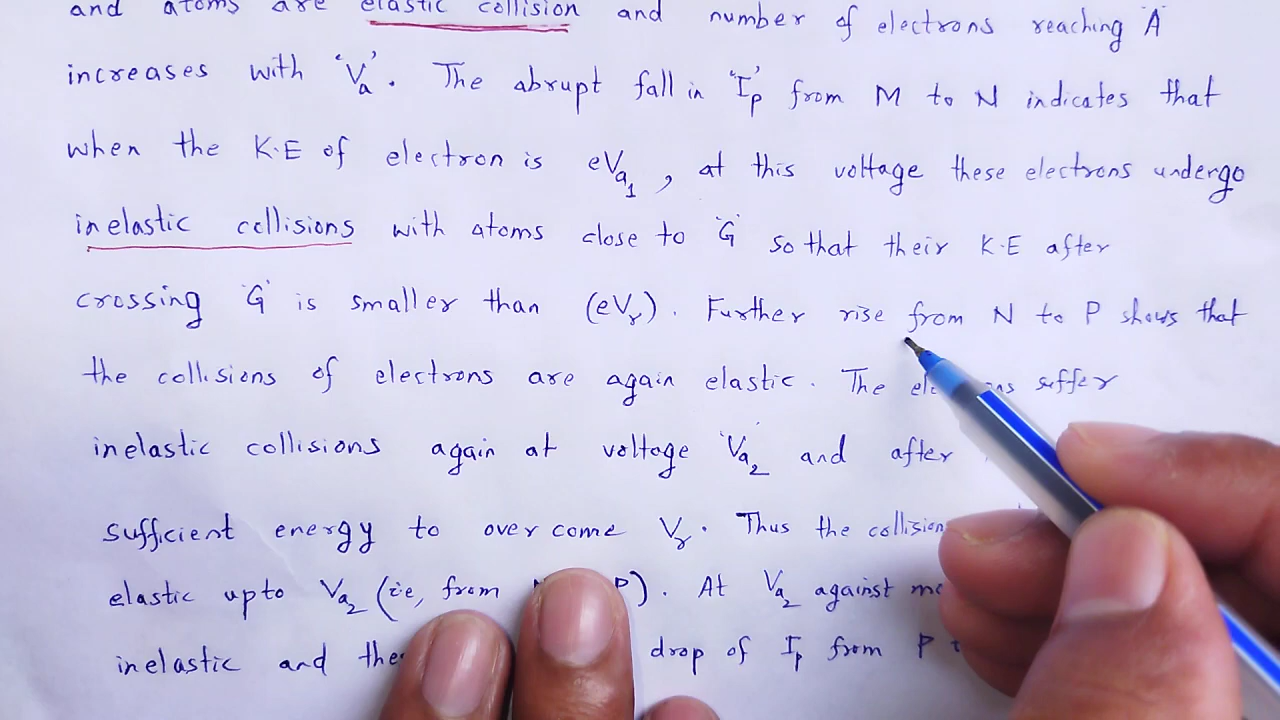 and atoms are elastic collision and number of electrons reaching 'A'
increases with 'Va'. The abrupt fall in 'Ip' from M to N indicates that
when the K.E of electron is eVa1, at this voltage these electrons undergo
inelastic collisions with atoms close to 'G' so that their K.E after
crossing 'G' is smaller than (eVr). Further rise from N to P shows that
the collisions of electrons are again elastic. The suffer
inelastic collisions again at voltage 'Va2' and after
sufficient energy to over come Vr. Thus the collision
elastic upto Va2 (i.e, from P). At Va2 against
inelastic and drop of Ip from P